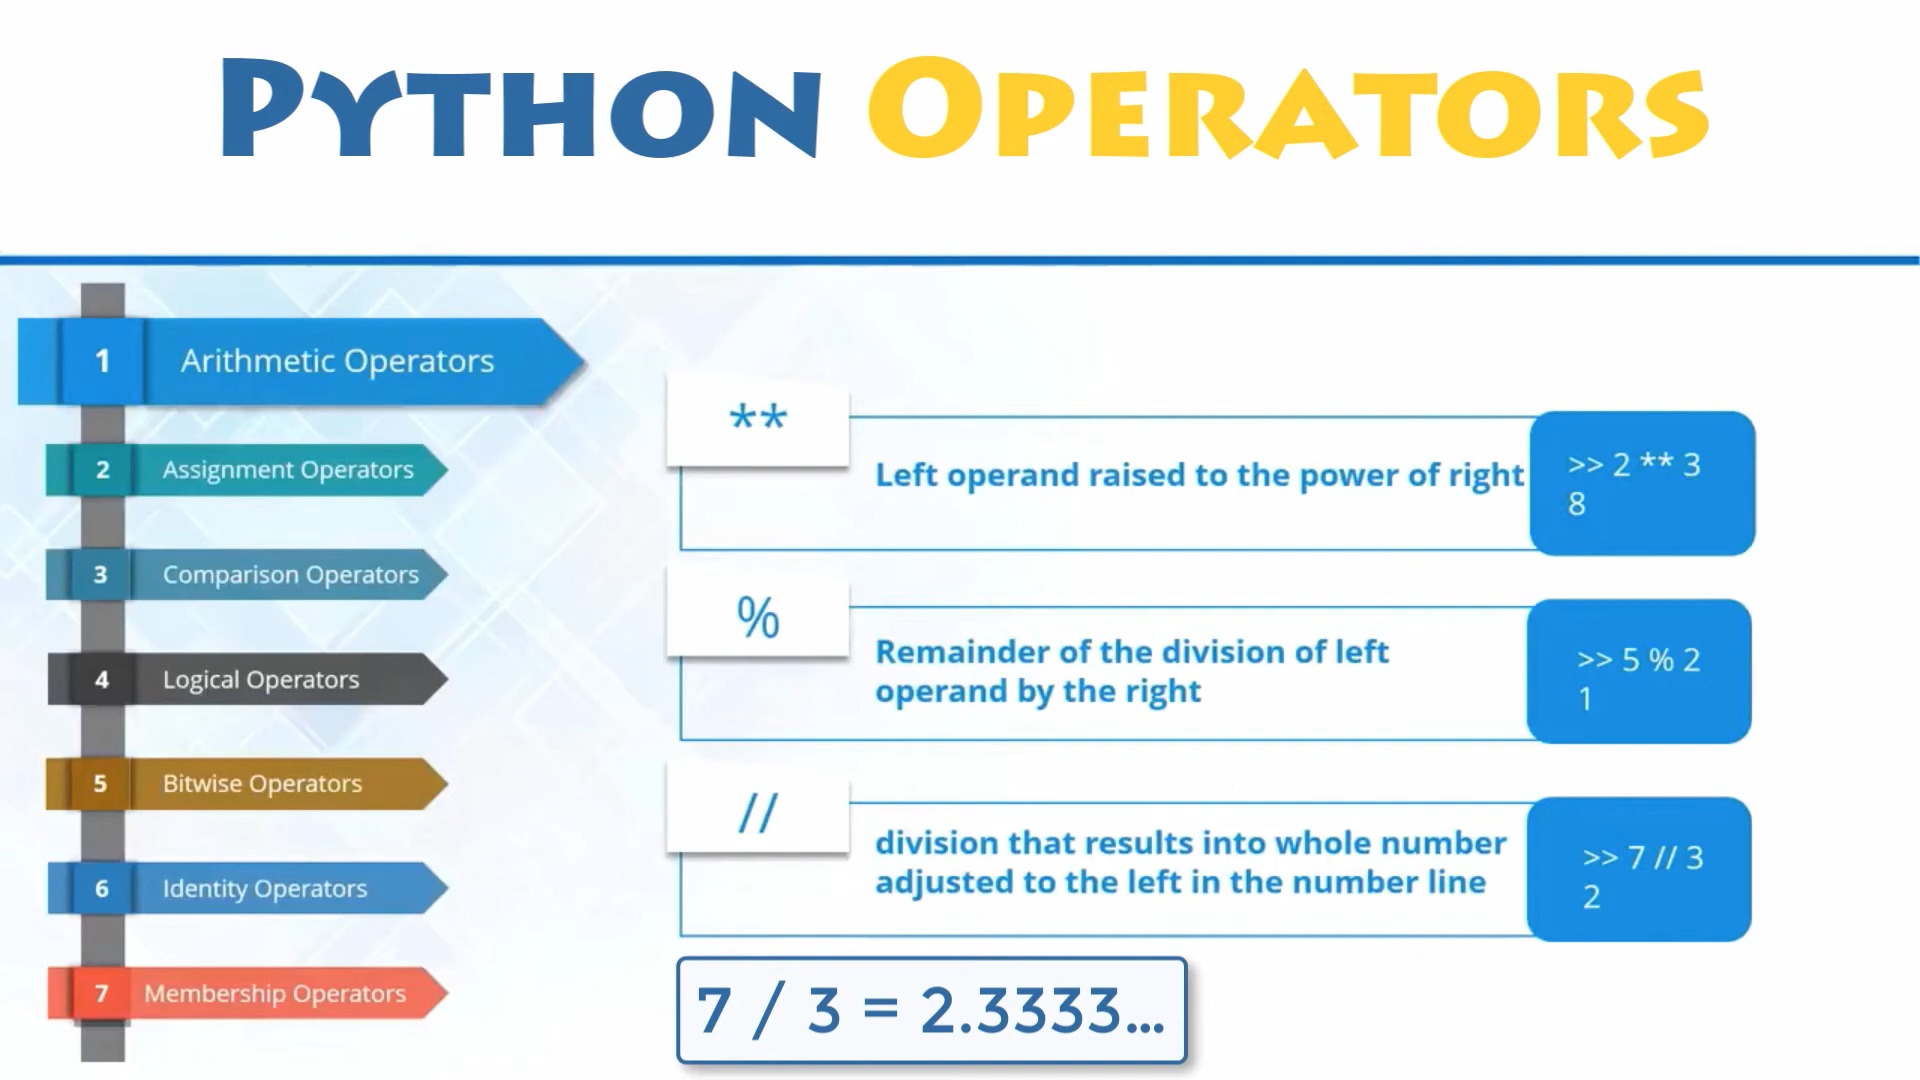 PYTHON OPERATORS
1 Arithmetic Operators
2 Assignment Operators
3 Comparison Operators
4 Logical Operators
5 Bitwise Operators
6 Identity Operators
7 Membership Operators
**
Left operand raised to the power of right
>> 2 ** 3
8
%
Remainder of the division of left
operand by the right
>> 5 % 2
1
//
division that results into whole number
adjusted to the left in the number line
>> 7 // 3
2
7 / 3 = 2.3333...